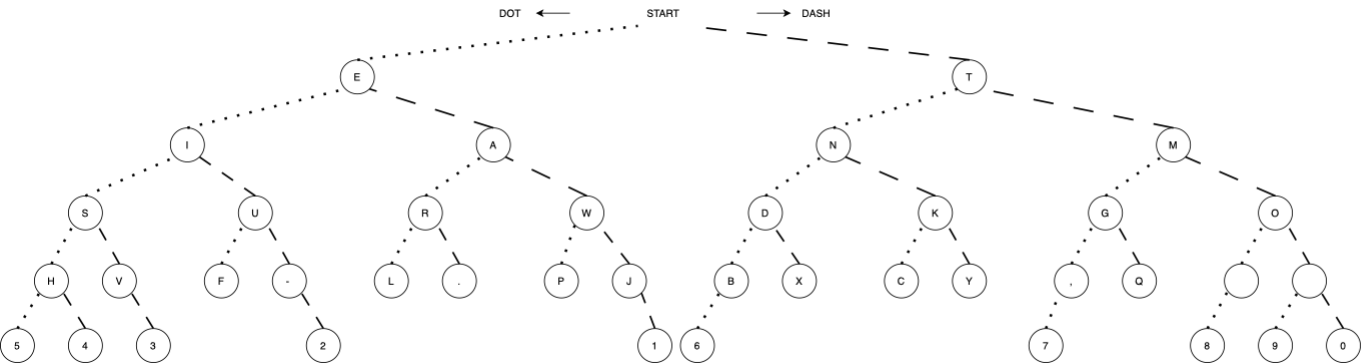 DOT START DASH
E T
I A N M
S U R W D K G O
H V F - L . P J B X C Y , Q
5 4 3 2 1 6 7 8 9 0